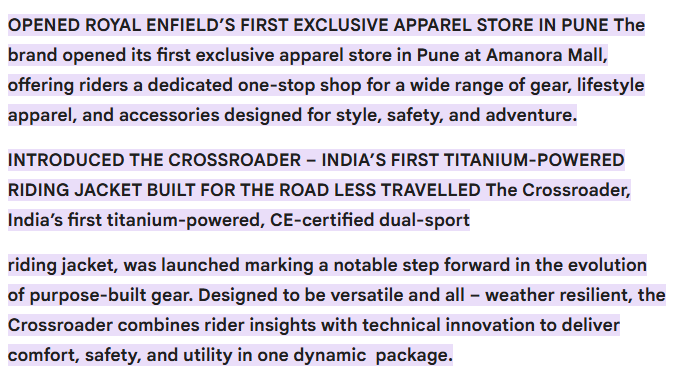 OPENED ROYAL ENFIELD’S FIRST EXCLUSIVE APPAREL STORE IN PUNE The
brand opened its first exclusive apparel store in Pune at Amanora Mall,
offering riders a dedicated one-stop shop for a wide range of gear, lifestyle
apparel, and accessories designed for style, safety, and adventure.
INTRODUCED THE CROSSROADER – INDIA’S FIRST TITANIUM-POWERED
RIDING JACKET BUILT FOR THE ROAD LESS TRAVELLED The Crossroader,
India’s first titanium-powered, CE-certified dual-sport
riding jacket, was launched marking a notable step forward in the evolution
of purpose-built gear. Designed to be versatile and all – weather resilient, the
Crossroader combines rider insights with technical innovation to deliver
comfort, safety, and utility in one dynamic  package.